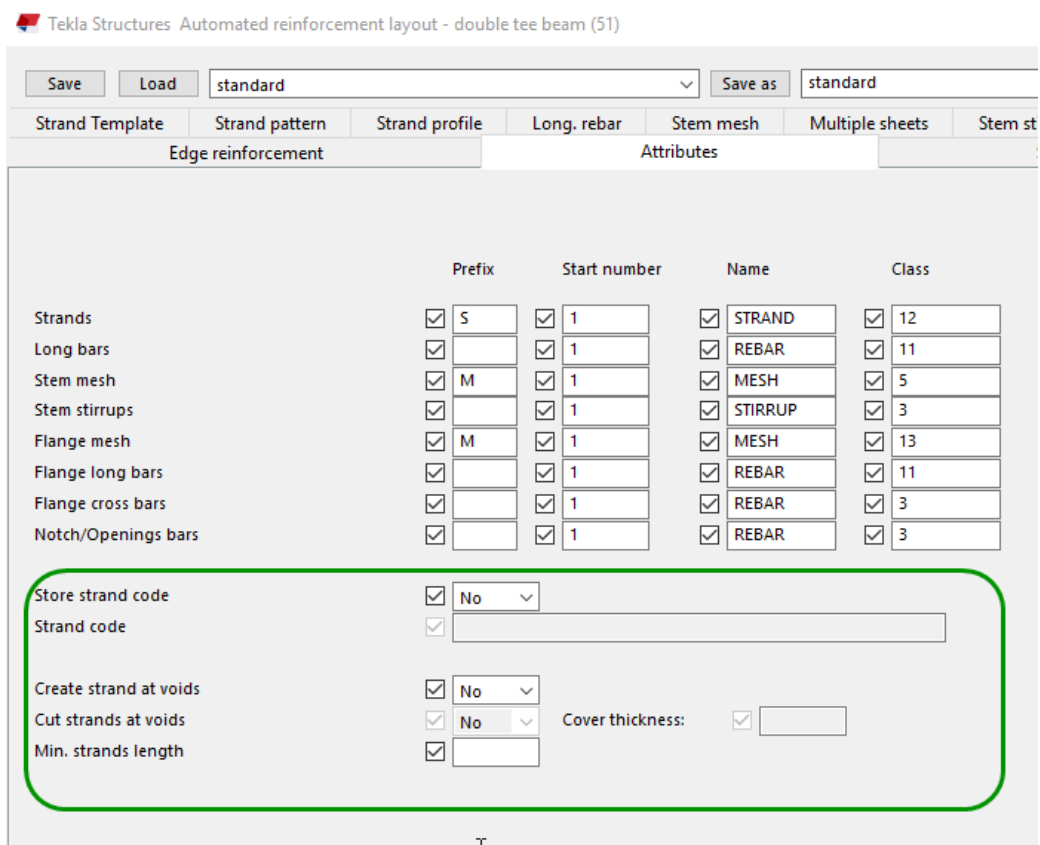 Tekla Structures Automated reinforcement layout - double tee beam (51)
Save Load standard Save as standard
Strand Template Strand pattern Strand profile Long. rebar Stem mesh Multiple sheets Stem st
Edge reinforcement Attributes
Prefix Start number Name Class
Strands S 1 STRAND 12
Long bars 1 REBAR 11
Stem mesh M 1 MESH 5
Stem stirrups 1 STIRRUP 3
Flange mesh M 1 MESH 13
Flange long bars 1 REBAR 11
Flange cross bars 1 REBAR 3
Notch/Openings bars 1 REBAR 3
Store strand code No
Strand code
Create strand at voids No
Cut strands at voids No Cover thickness:
Min. strands length